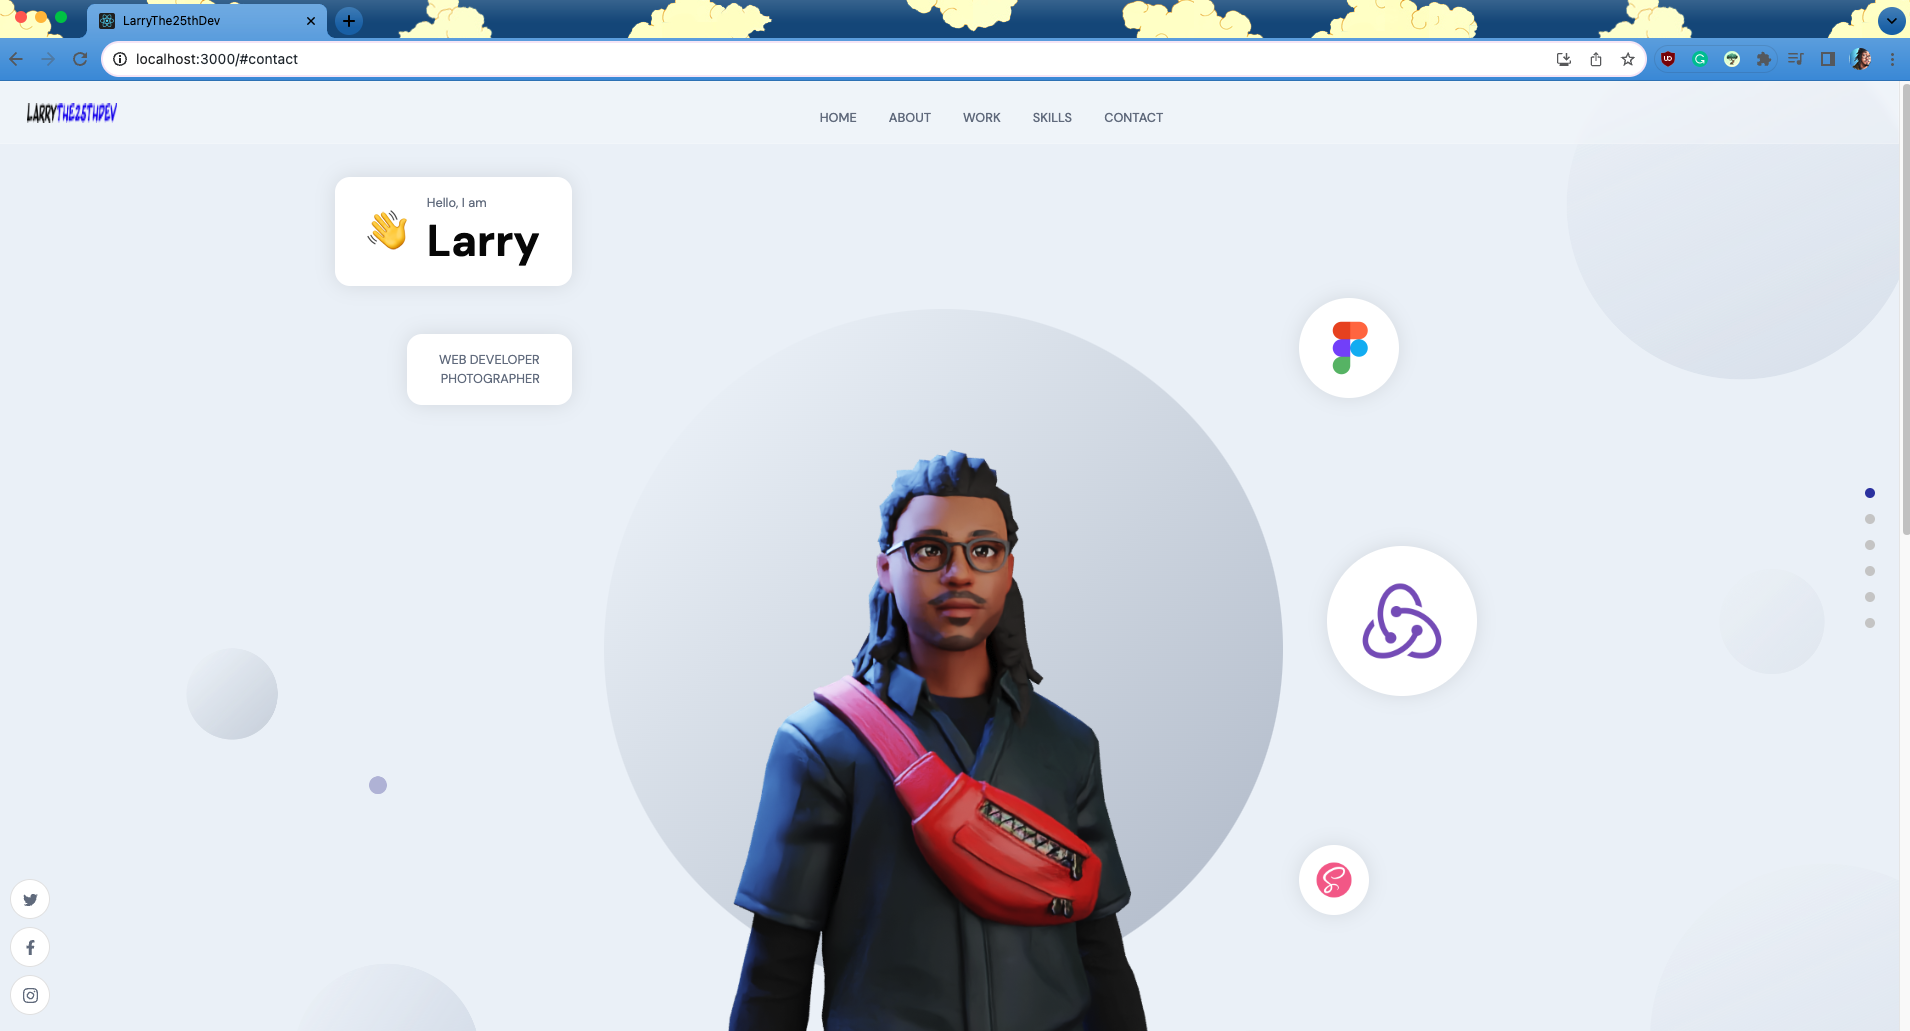 LarryThe25thDev
localhost:3000/#contact
LARRYTHE25THDEV
HOME
ABOUT
WORK
SKILLS
CONTACT
Hello, I am
Larry
WEB DEVELOPER
PHOTOGRAPHER